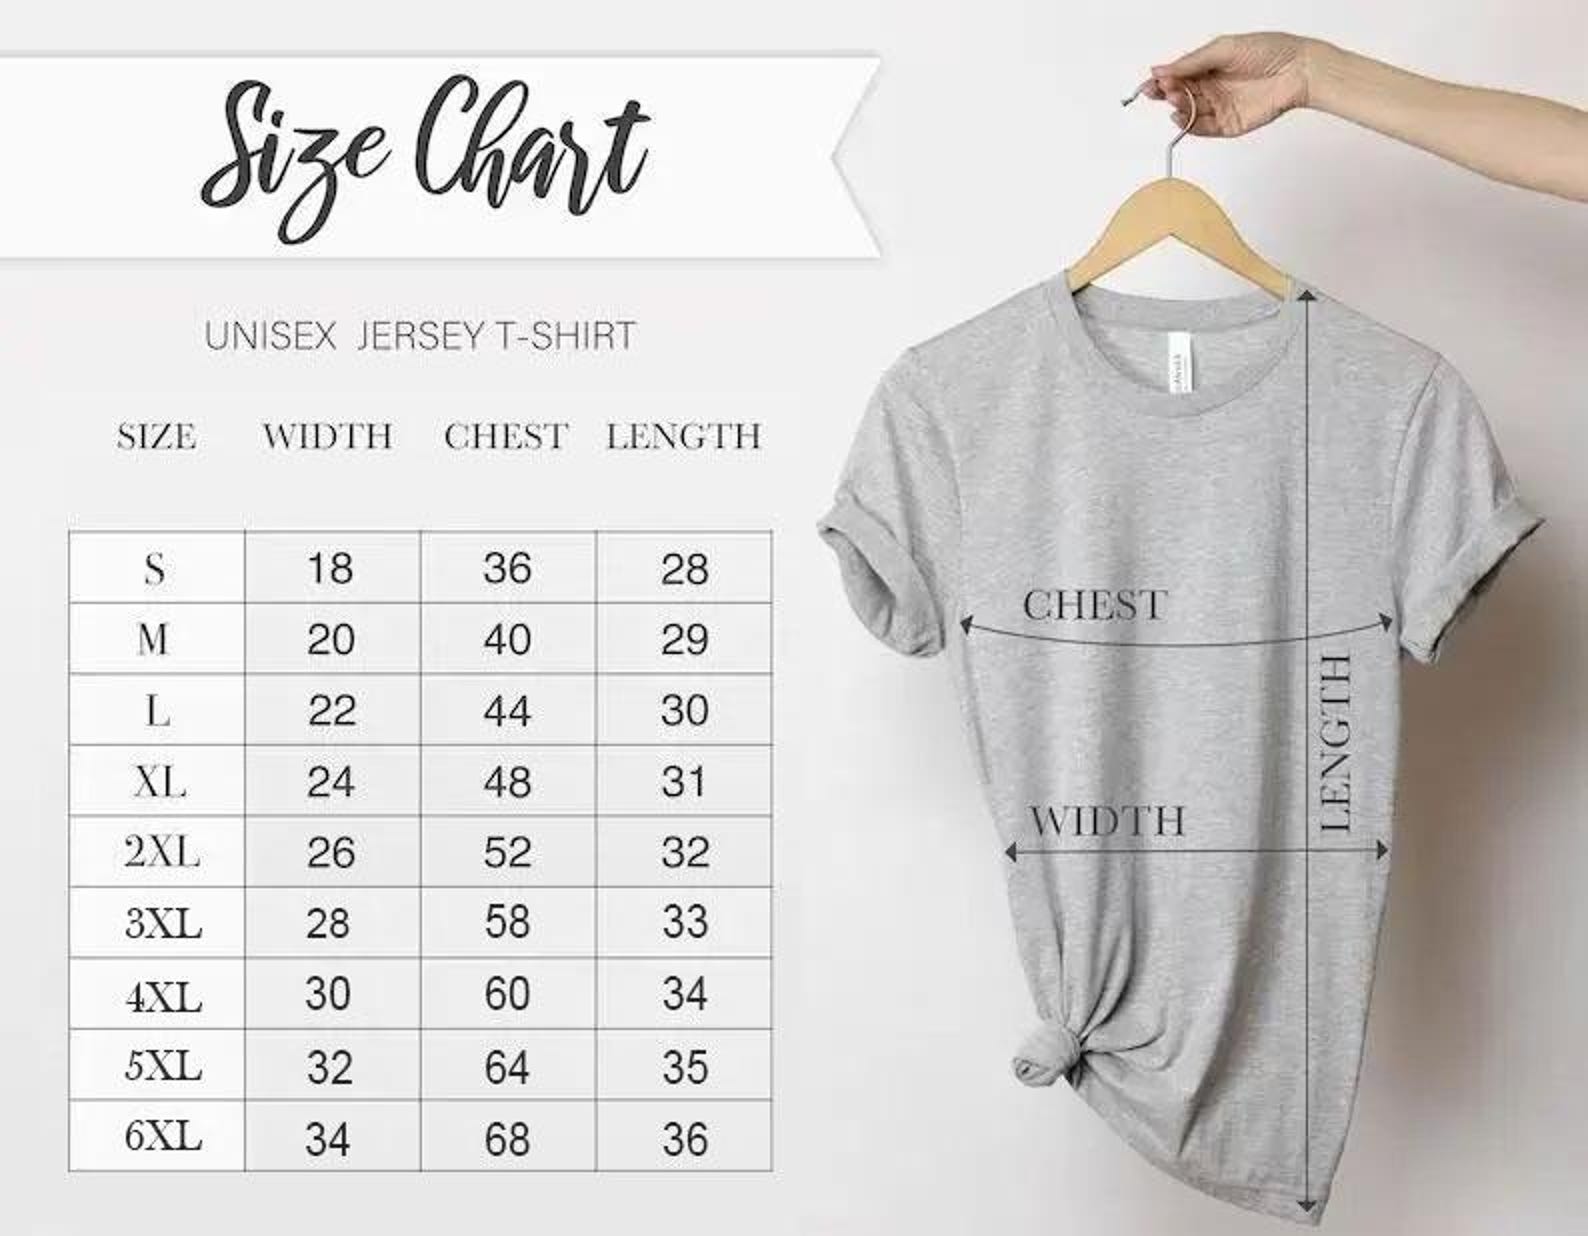 Size Chart
UNISEX JERSEY T-SHIRT
SIZE WIDTH CHEST LENGTH
S 18 36 28
M 20 40 29
L 22 44 30
XL 24 48 31
2XL 26 52 32
3XL 28 58 33
4XL 30 60 34
5XL 32 64 35
6XL 34 68 36
CHEST
WIDTH
LENGTH